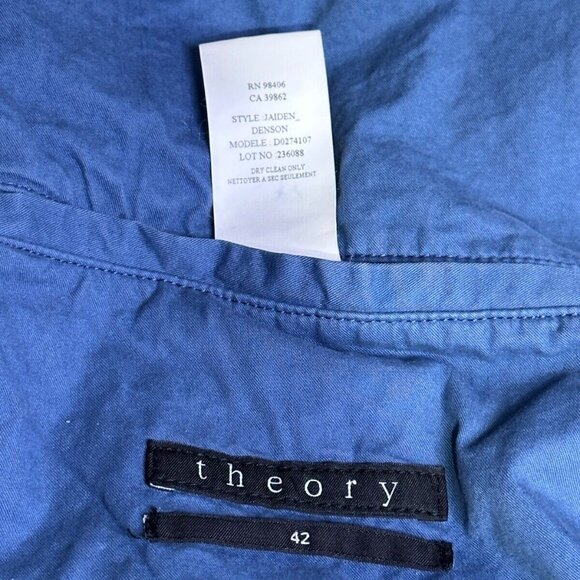 RN 98406
CA 39862
STYLE :JAIDEN_
DENSON
MODELE : D0274107
LOT NO :236088
DRY CLEAN ONLY
NETTOYER A SEC SEULEMENT
theory
42